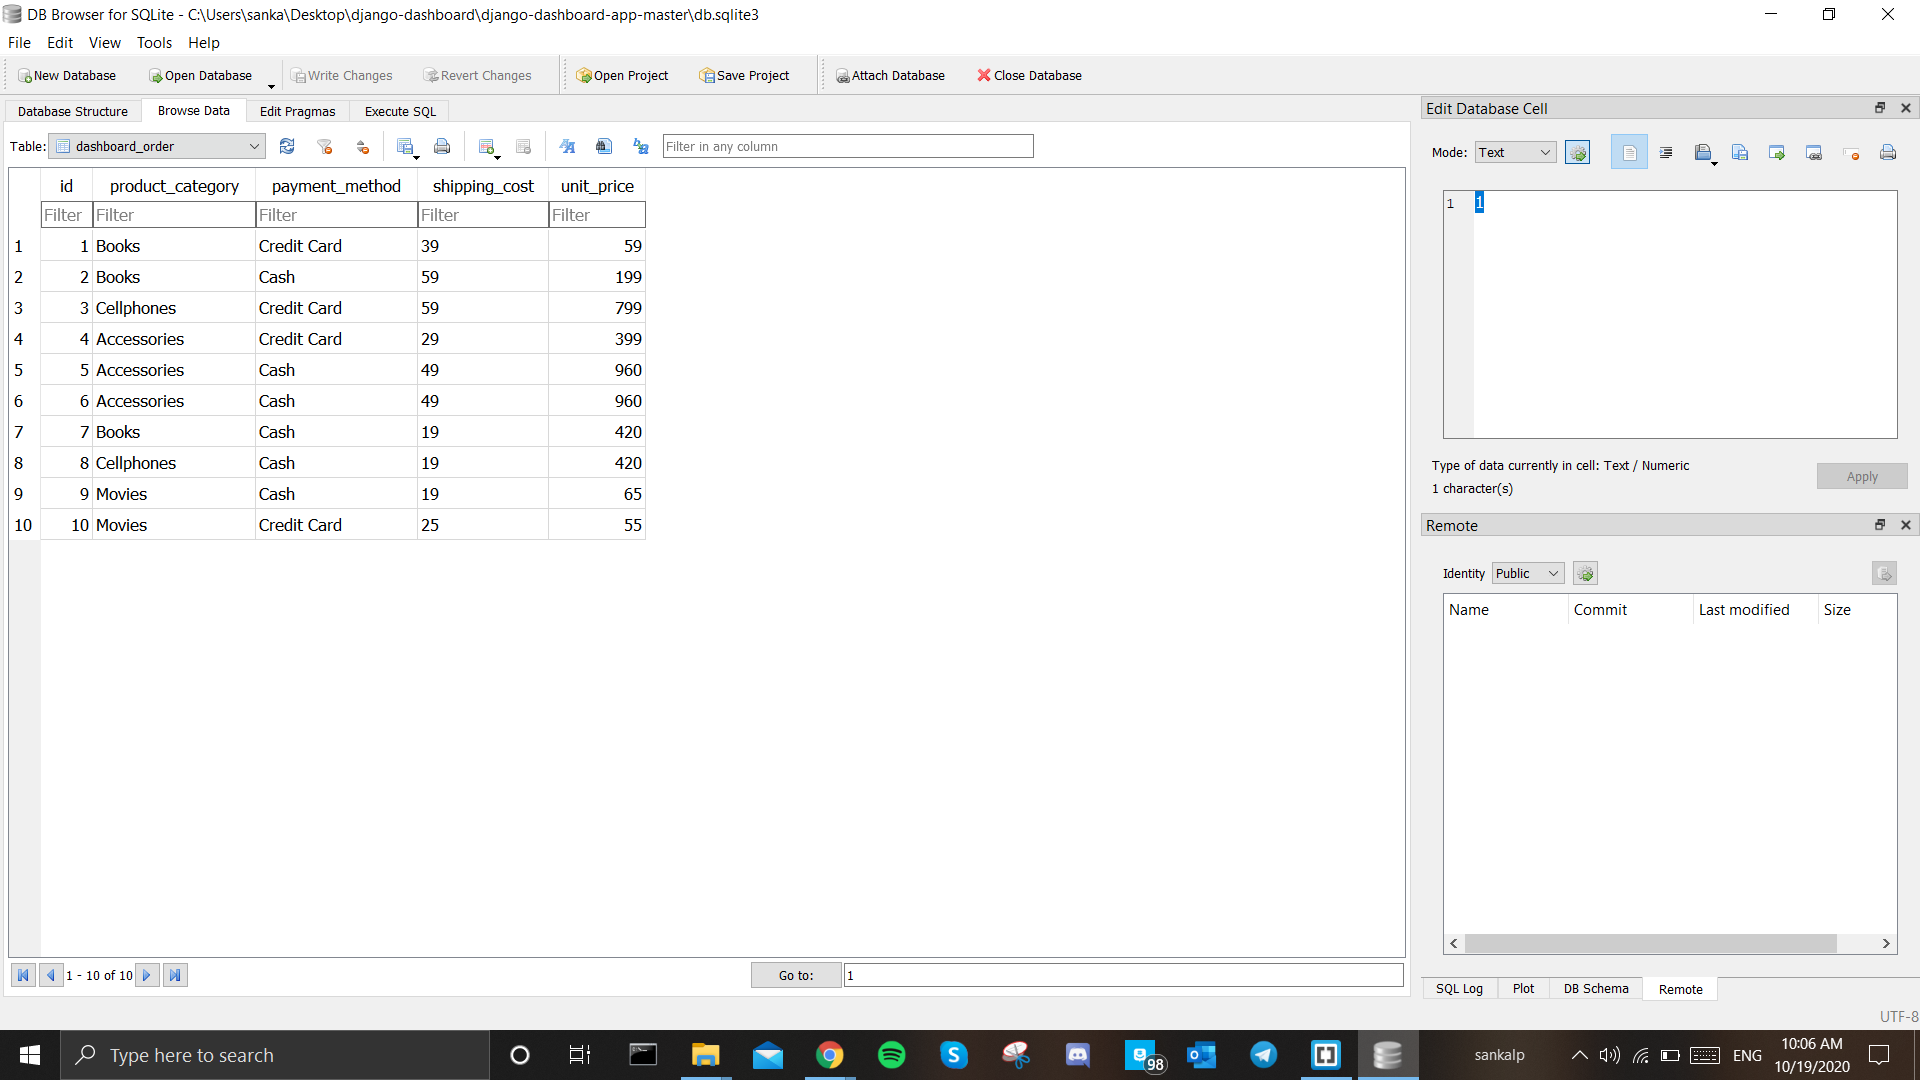 DB Browser for SQLite - C:\Users\sanka\Desktop\django-dashboard\django-dashboard-app-master\db.sqlite3
File Edit View Tools Help
New Database Open Database Write Changes Revert Changes Open Project Save Project Attach Database Close Database
Database Structure Browse Data Edit Pragmas Execute SQL
Table: dashboard_order Filter in any column
id product_category payment_method shipping_cost unit_price
Filter Filter Filter Filter Filter
1 1 Books Credit Card 39 59
2 2 Books Cash 59 199
3 3 Cellphones Credit Card 59 799
4 4 Accessories Credit Card 29 399
5 5 Accessories Cash 49 960
6 6 Accessories Cash 49 960
7 7 Books Cash 19 420
8 8 Cellphones Cash 19 420
9 9 Movies Cash 19 65
10 10 Movies Credit Card 25 55
1 - 10 of 10 Go to: 1
Edit Database Cell
Mode: Text
1 1
Type of data currently in cell: Text / Numeric
1 character(s)
Apply
Remote
Identity Public
Name Commit Last modified Size
SQL Log Plot DB Schema Remote
UTF-8
Type here to search
98
sankalp
ENG
10:06 AM
10/19/2020